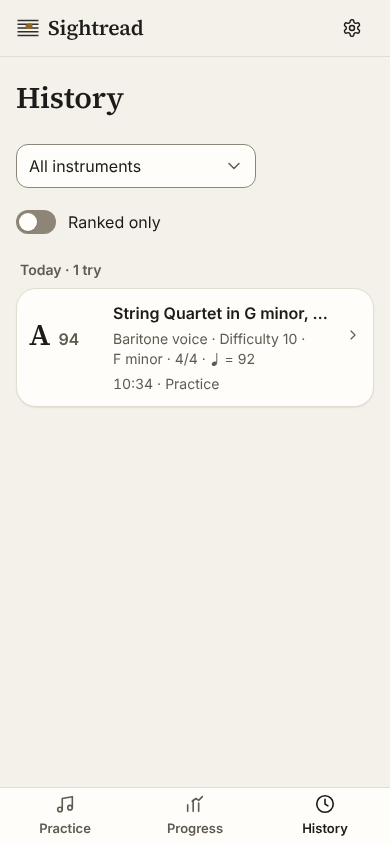 Sightread
History
All instruments
Ranked only
Today · 1 try
A 94
String Quartet in G minor, ...
Baritone voice · Difficulty 10 ·
F minor · 4/4 · ♩ = 92
10:34 · Practice
Practice
Progress
History